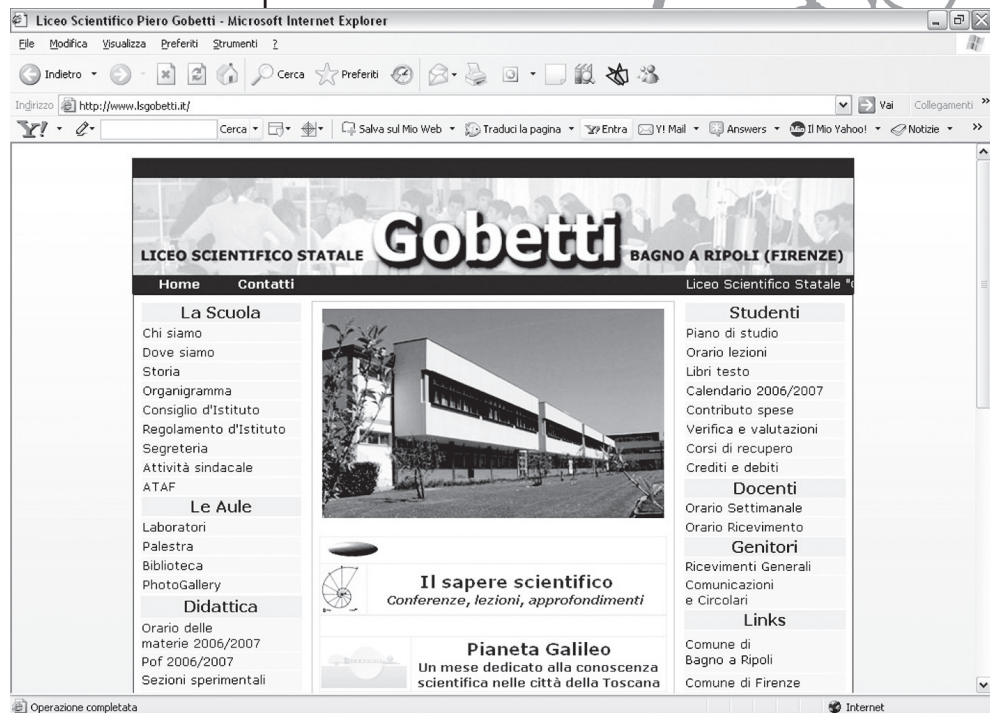 Liceo Scientifico Piero Gobetti - Microsoft Internet Explorer
File Modifica Visualizza Preferiti Strumenti ?
Indietro Cerca Preferiti
Indirizzo http://www.lsgobetti.it/ Vai Collegamenti »
Y! Cerca Salva sul Mio Web Traduci la pagina Entra Y! Mail Answers Il Mio Yahoo! Notizie »
LICEO SCIENTIFICO STATALE Gobetti BAGNO A RIPOLI (FIRENZE)
Home Contatti Liceo Scientifico Statale "
La Scuola
Chi siamo
Dove siamo
Storia
Organigramma
Consiglio d'Istituto
Regolamento d'Istituto
Segreteria
Attività sindacale
ATAF
Le Aule
Laboratori
Palestra
Biblioteca
PhotoGallery
Didattica
Orario delle
materie 2006/2007
Pof 2006/2007
Sezioni sperimentali
Il sapere scientifico
Conferenze, lezioni, approfondimenti
Pianeta Galileo
Un mese dedicato alla conoscenza
scientifica nelle città della Toscana
Studenti
Piano di studio
Orario lezioni
Libri testo
Calendario 2006/2007
Contributo spese
Verifica e valutazioni
Corsi di recupero
Crediti e debiti
Docenti
Orario Settimanale
Orario Ricevimento
Genitori
Ricevimenti Generali
Comunicazioni
e Circolari
Links
Comune di
Bagno a Ripoli
Comune di Firenze
Operazione completata Internet